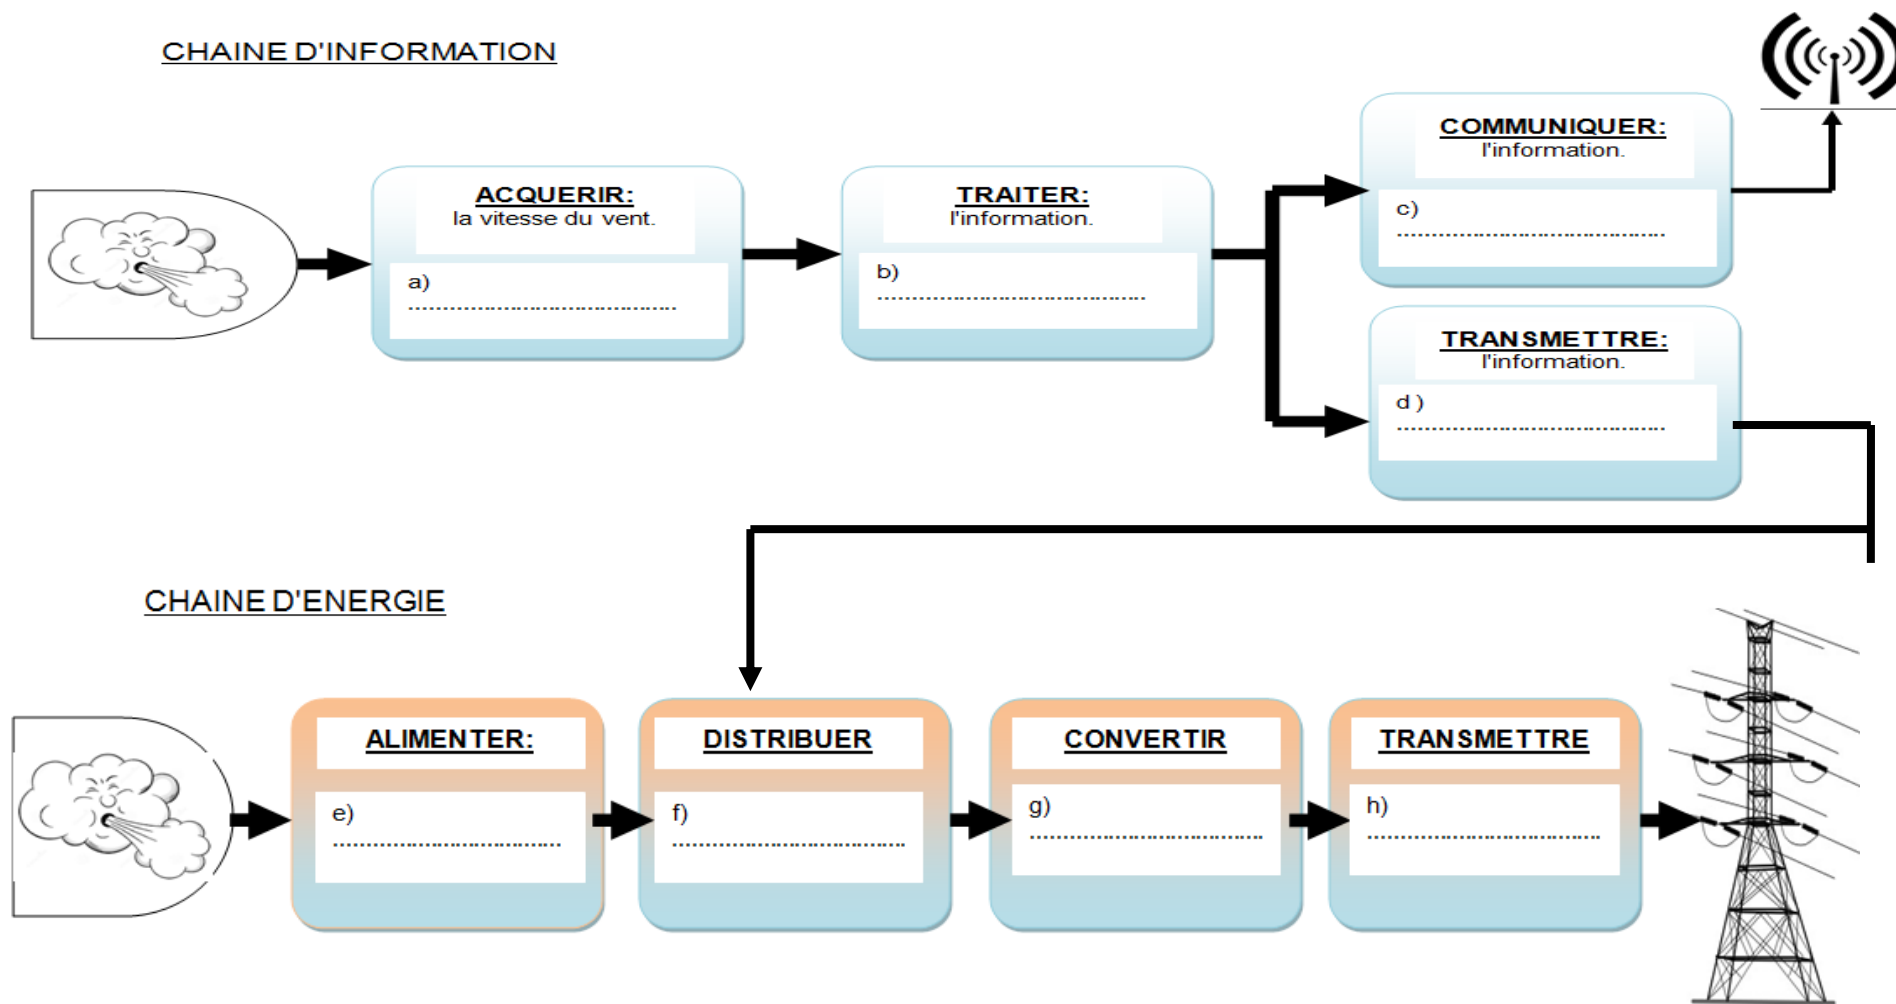 CHAINE D'INFORMATION
ACQUERIR:
la vitesse du vent.
a)
........................................
TRAITER:
l'information.
b)
........................................
COMMUNIQUER:
l'information.
c)
........................................
TRANSMETTRE:
l'information.
d )
........................................
CHAINE D'ENERGIE
ALIMENTER:
e)
..................................
DISTRIBUER
f)
...................................
CONVERTIR
g)
...................................
TRANSMETTRE
h)
...................................